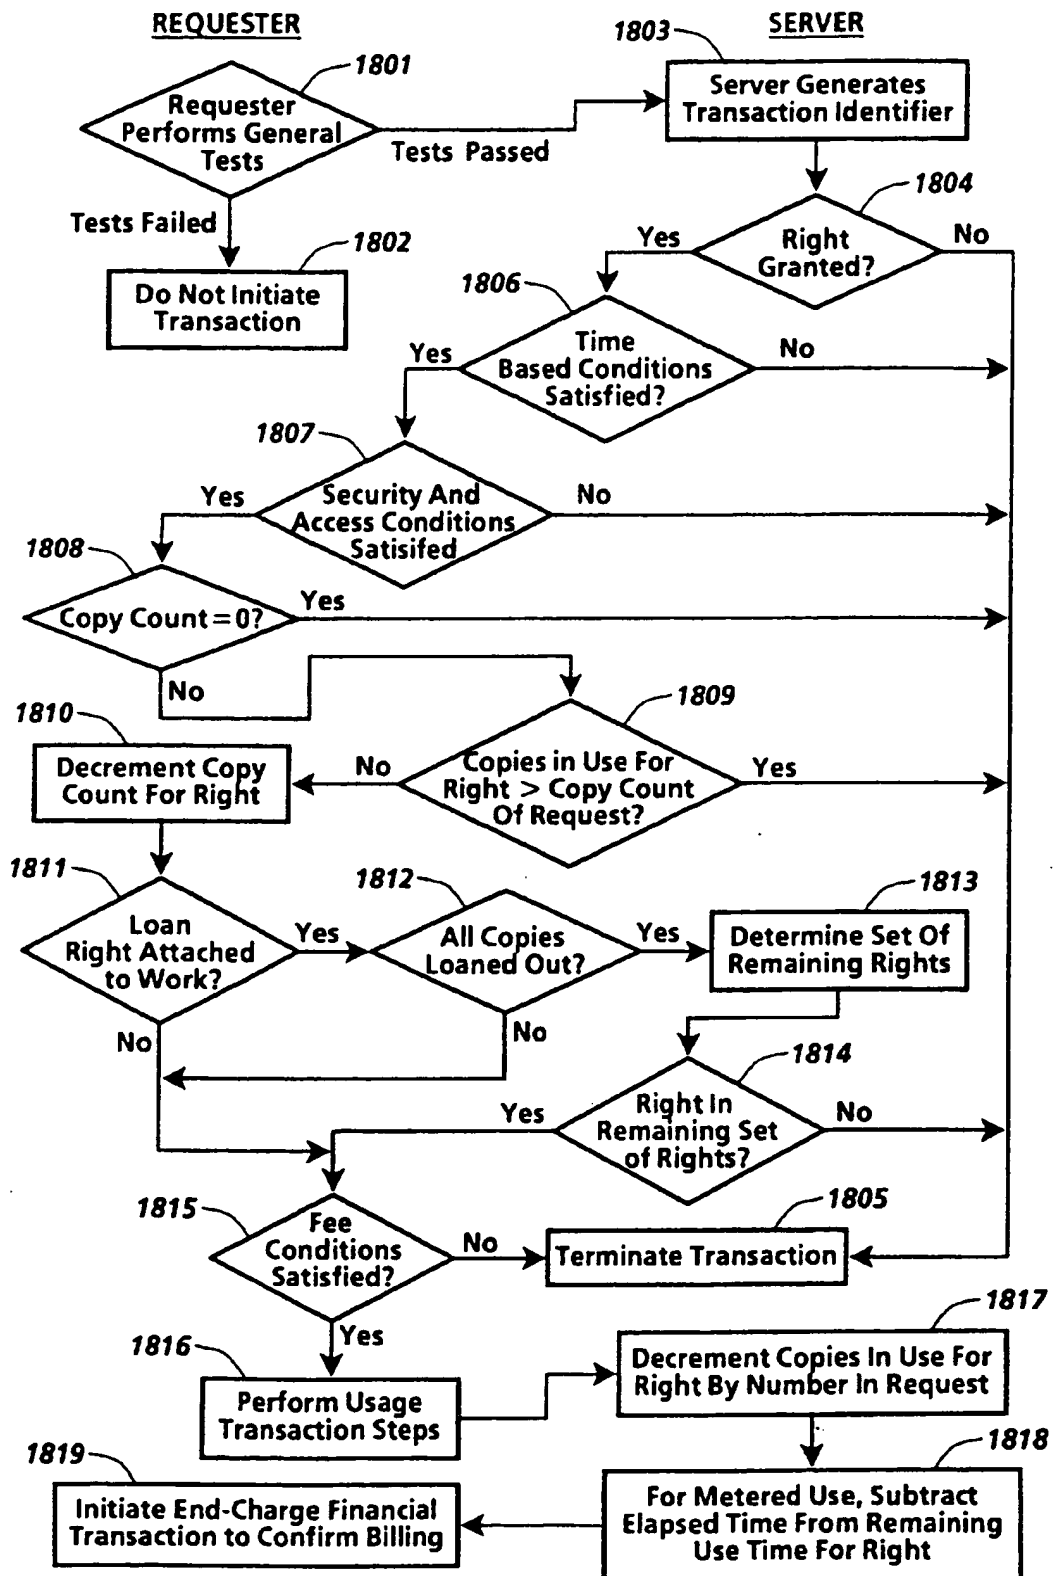 REQUESTER
SERVER
1801
1803
Requester
Performs General
Tests
Server Generates
Transaction Identifier
Tests Passed
Tests Failed
1802
Do Not Initiate
Transaction
1804
Right
Granted?
Yes
No
1806
Time
Based Conditions
Satisfied?
Yes
No
1807
Security And
Access Conditions
Satisifed
Yes
No
1808
Copy Count = 0?
Yes
No
1809
Copies in Use For
Right > Copy Count
Of Request?
No
Yes
1810
Decrement Copy
Count For Right
1811
Loan
Right Attached
to Work?
Yes
No
1812
All Copies
Loaned Out?
Yes
No
1813
Determine Set Of
Remaining Rights
1814
Right In
Remaining Set
of Rights?
Yes
No
1815
Fee
Conditions
Satisfied?
No
Yes
1805
Terminate Transaction
1816
Perform Usage
Transaction Steps
1817
Decrement Copies In Use For
Right By Number In Request
1818
For Metered Use, Subtract
Elapsed Time From Remaining
Use Time For Right
1819
Initiate End-Charge Financial
Transaction to Confirm Billing